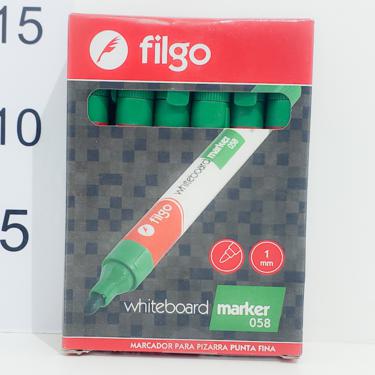 15
10
5
filgo
whiteboard marker 058
filgo
1
mm
whiteboard marker
058
MARCADOR PARA PIZARRA PUNTA FINA